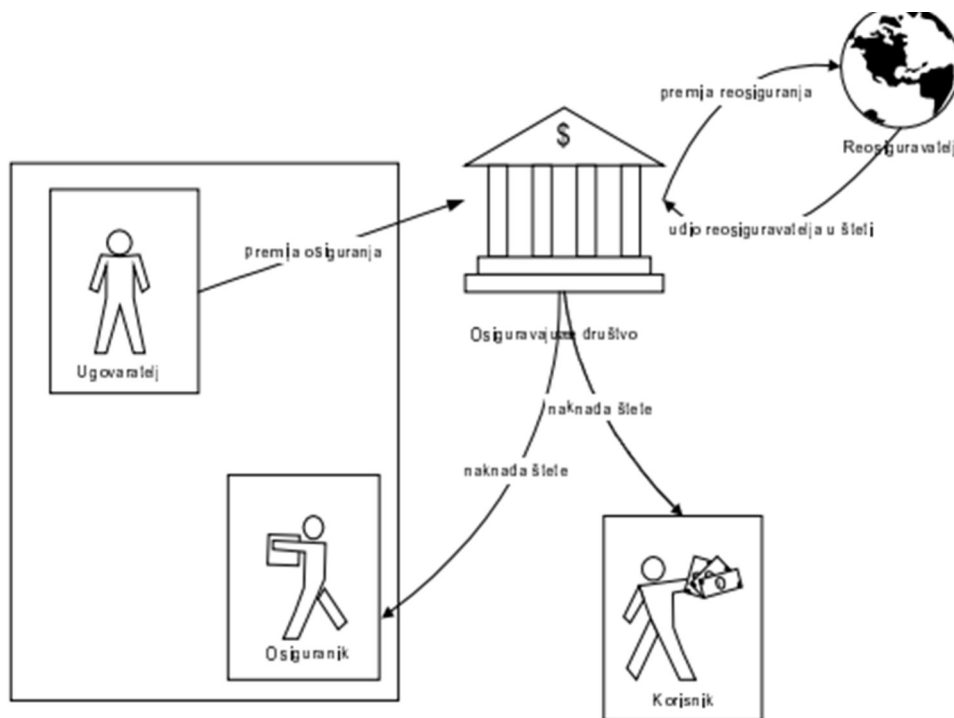 premija reosiguranja
$
Reosiguravatelj
udio reosiguravatelja u šteti
premija osiguranja
Osiguravajuće društvo
Ugovaratelj
naknada štete
naknada štete
Osiguranik
Korisnik